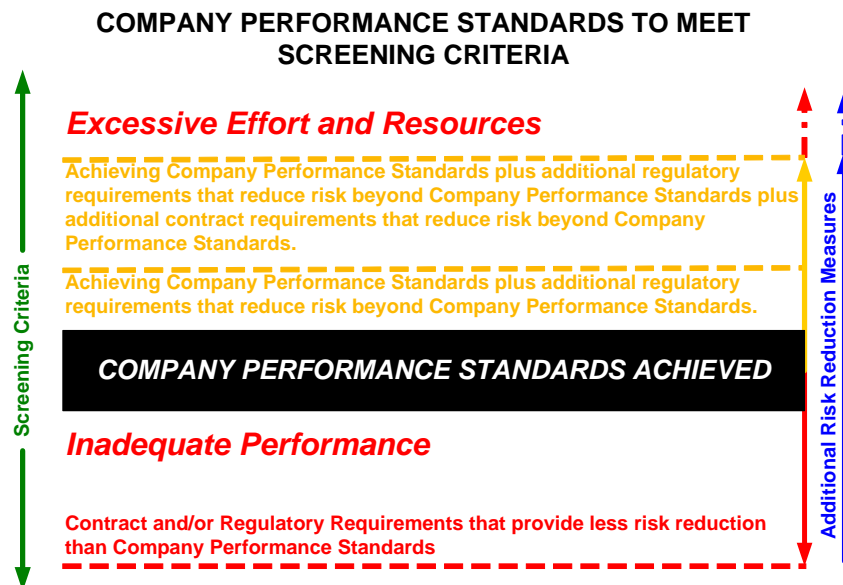 COMPANY PERFORMANCE STANDARDS TO MEET
SCREENING CRITERIA
Excessive Effort and Resources
Achieving Company Performance Standards plus additional regulatory
requirements that reduce risk beyond Company Performance Standards plus
additional contract requirements that reduce risk beyond Company
Performance Standards.
Achieving Company Performance Standards plus additional regulatory
requirements that reduce risk beyond Company Performance Standards.
COMPANY PERFORMANCE STANDARDS ACHIEVED
Inadequate Performance
Contract and/or Regulatory Requirements that provide less risk reduction
than Company Performance Standards
Screening Criteria
Additional Risk Reduction Measures